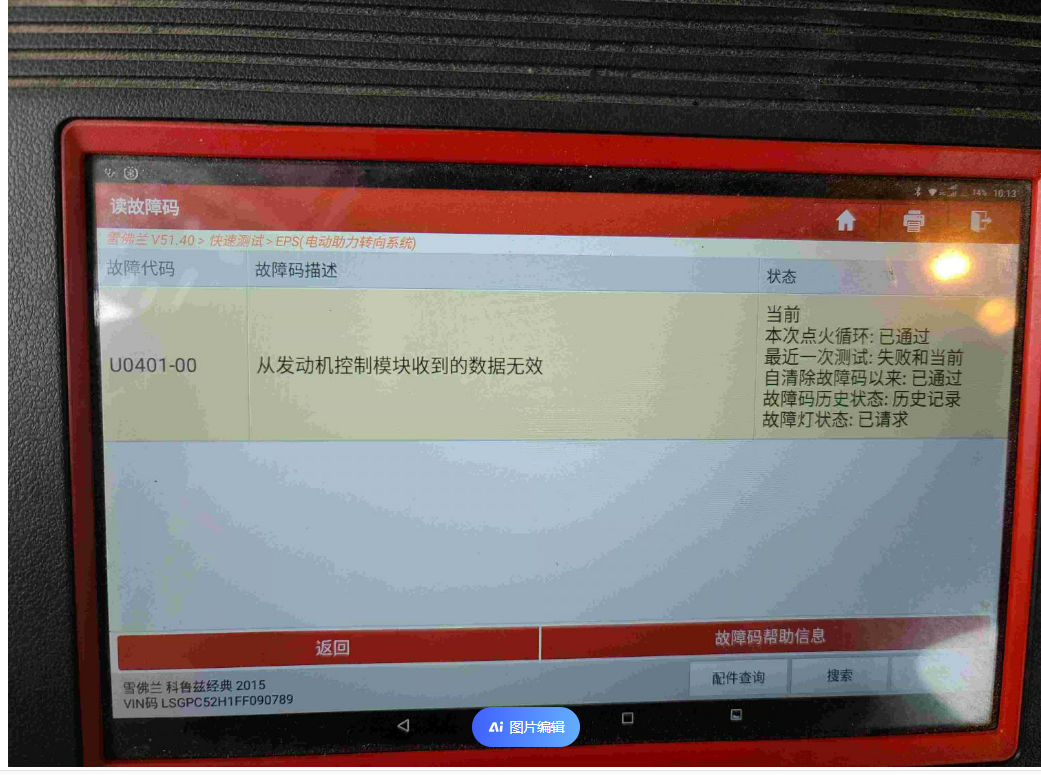 14% 10:13
读故障码
雪佛兰 V51.40 > 快速测试 > EPS(电动助力转向系统)
故障代码 故障码描述 状态
U0401-00 从发动机控制模块收到的数据无效
当前
本次点火循环: 已通过
最近一次测试: 失败和当前
自清除故障码以来: 已通过
故障码历史状态: 历史记录
故障灯状态: 已请求
返回 故障码帮助信息
雪佛兰 科鲁兹经典 2015
VIN码 LSGPC52H1FF090789
配件查询 搜索
Ai 图片编辑